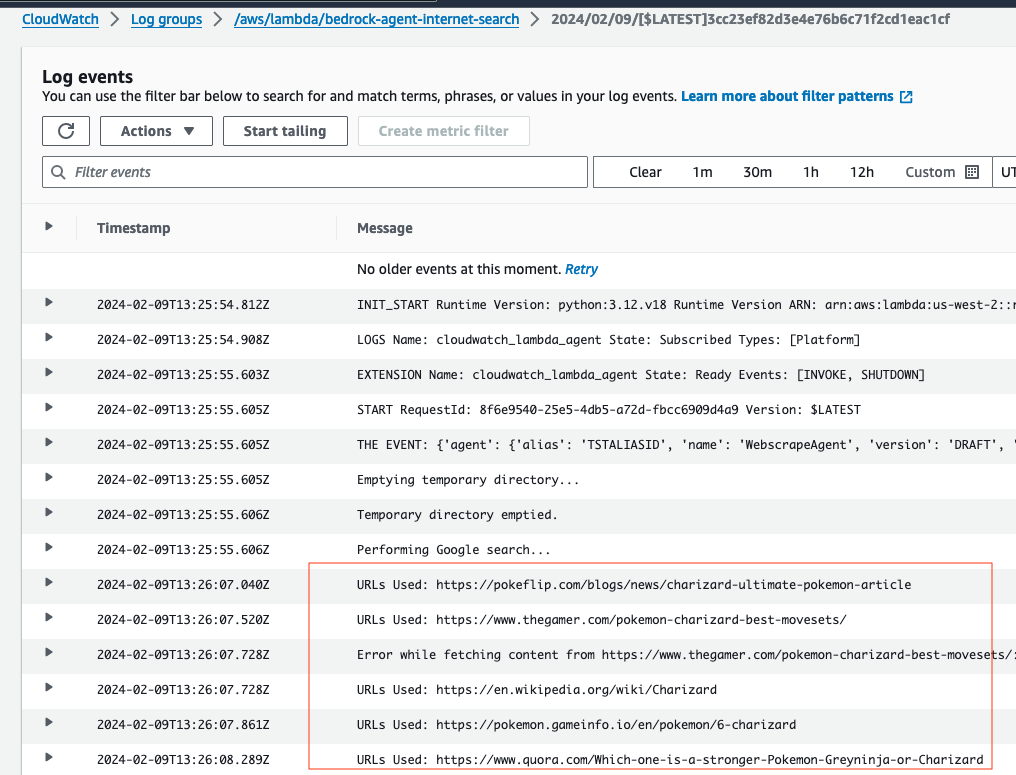 CloudWatch > Log groups > /aws/lambda/bedrock-agent-internet-search > 2024/02/09/[$LATEST]3cc23ef82d3e4e76b6c71f2cd1eac1cf
Log events
You can use the filter bar below to search for and match terms, phrases, or values in your log events. Learn more about filter patterns
Actions Start tailing Create metric filter
Filter events Clear 1m 30m 1h 12h Custom UT
Timestamp Message
No older events at this moment. Retry
2024-02-09T13:25:54.812Z INIT_START Runtime Version: python:3.12.v18 Runtime Version ARN: arn:aws:lambda:us-west-2::
2024-02-09T13:25:54.908Z LOGS Name: cloudwatch_lambda_agent State: Subscribed Types: [Platform]
2024-02-09T13:25:55.603Z EXTENSION Name: cloudwatch_lambda_agent State: Ready Events: [INVOKE, SHUTDOWN]
2024-02-09T13:25:55.605Z START RequestId: 8f6e9540-25e5-4db5-a72d-fbcc6909d4a9 Version: $LATEST
2024-02-09T13:25:55.605Z THE EVENT: {'agent': {'alias': 'TSTALIASID', 'name': 'WebscrapeAgent', 'version': 'DRAFT', '
2024-02-09T13:25:55.605Z Emptying temporary directory...
2024-02-09T13:25:55.606Z Temporary directory emptied.
2024-02-09T13:25:55.606Z Performing Google search...
2024-02-09T13:26:07.040Z URLs Used: https://pokeflip.com/blogs/news/charizard-ultimate-pokemon-article
2024-02-09T13:26:07.520Z URLs Used: https://www.thegamer.com/pokemon-charizard-best-movesets/
2024-02-09T13:26:07.728Z Error while fetching content from https://www.thegamer.com/pokemon-charizard-best-movesets/:
2024-02-09T13:26:07.728Z URLs Used: https://en.wikipedia.org/wiki/Charizard
2024-02-09T13:26:07.861Z URLs Used: https://pokemon.gameinfo.io/en/pokemon/6-charizard
2024-02-09T13:26:08.289Z URLs Used: https://www.quora.com/Which-one-is-a-stronger-Pokemon-Greyninja-or-Charizard